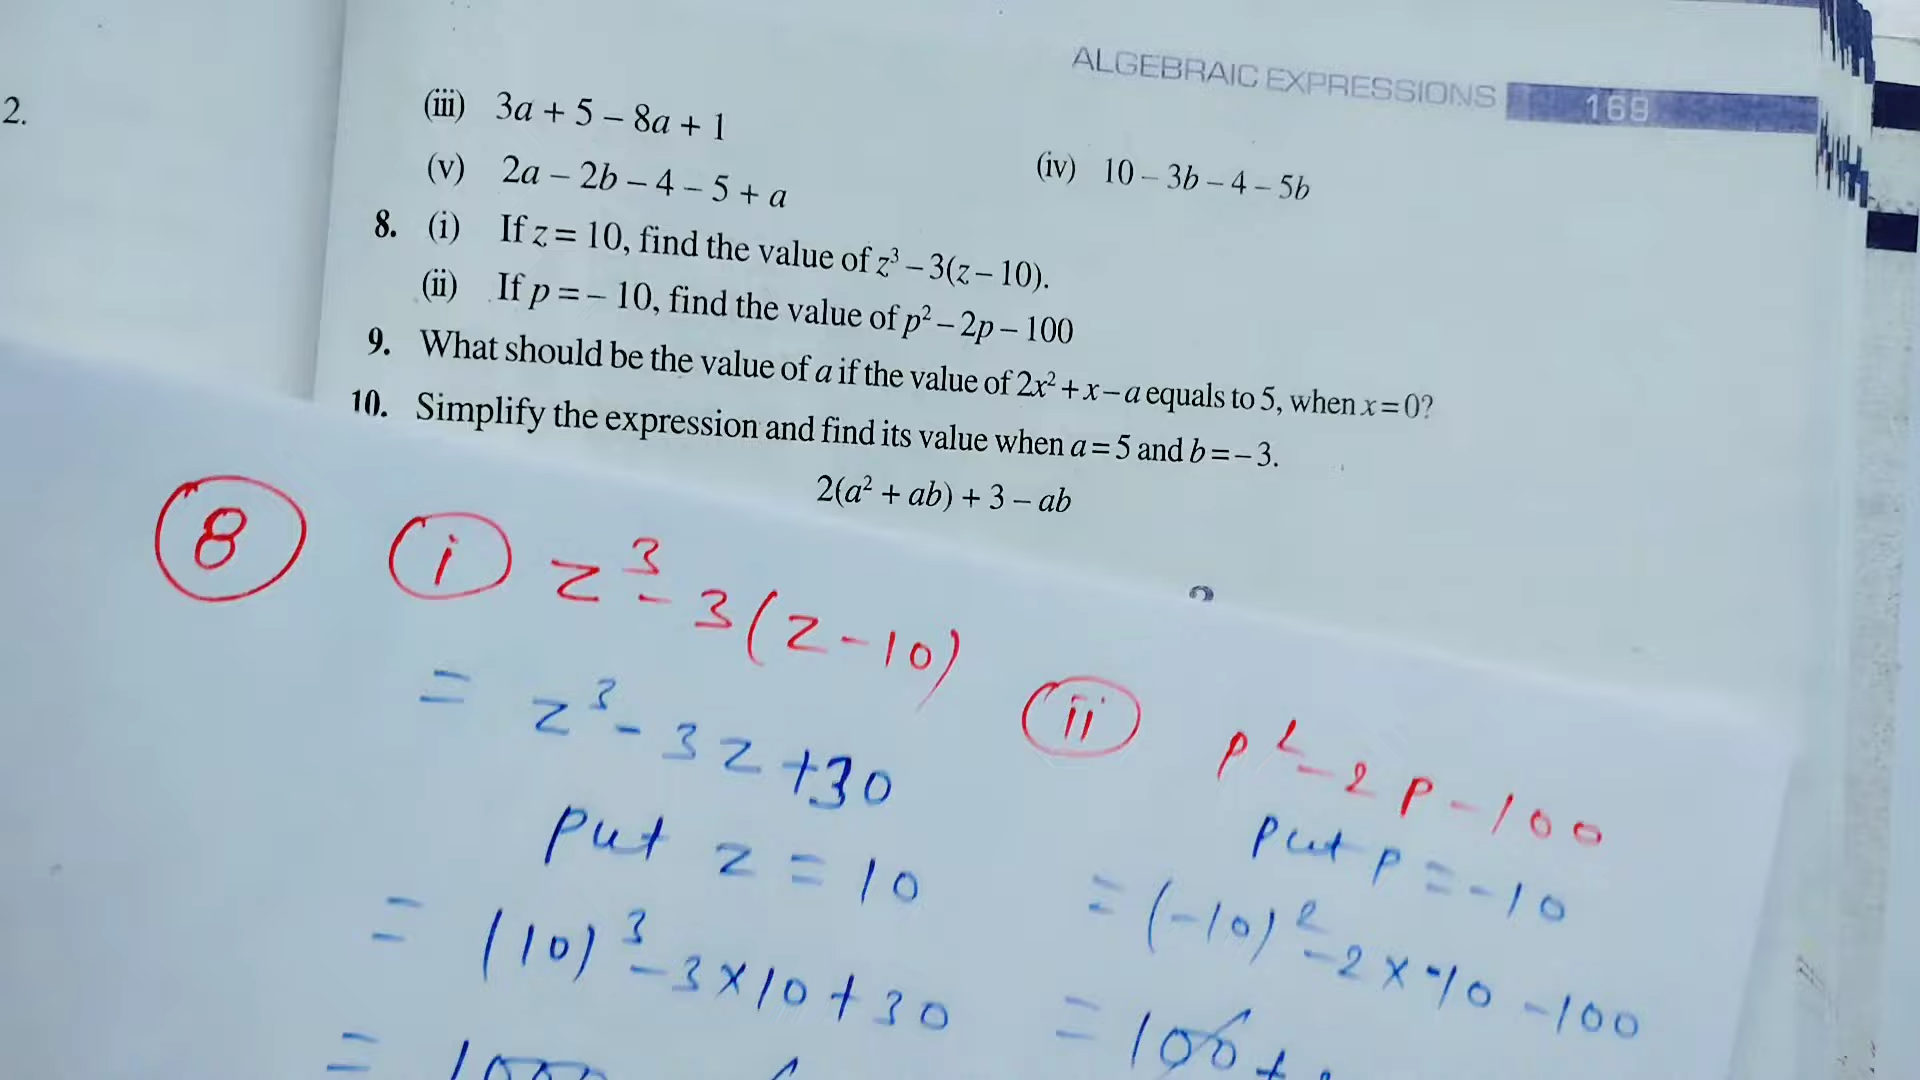 ALGEBRAIC EXPRESSIONS 169
2.
(iii) 3a + 5 – 8a + 1
(iv) 10 – 3b – 4 – 5b
(v) 2a – 2b – 4 – 5 + a
8. (i) If z = 10, find the value of z³ – 3(z – 10).
(ii) If p = – 10, find the value of p² – 2p – 100
9. What should be the value of a if the value of 2x² + x – a equals to 5, when x = 0?
10. Simplify the expression and find its value when a = 5 and b = – 3.
2(a² + ab) + 3 – ab
8 i z³ - 3(z - 10)
= z³ - 3z + 30
put z = 10
= (10)³ - 3 × 10 + 30
= 1000
ii p² - 2p - 100
put p = -10
= (-10)² - 2 × -10 - 100
= 100 +